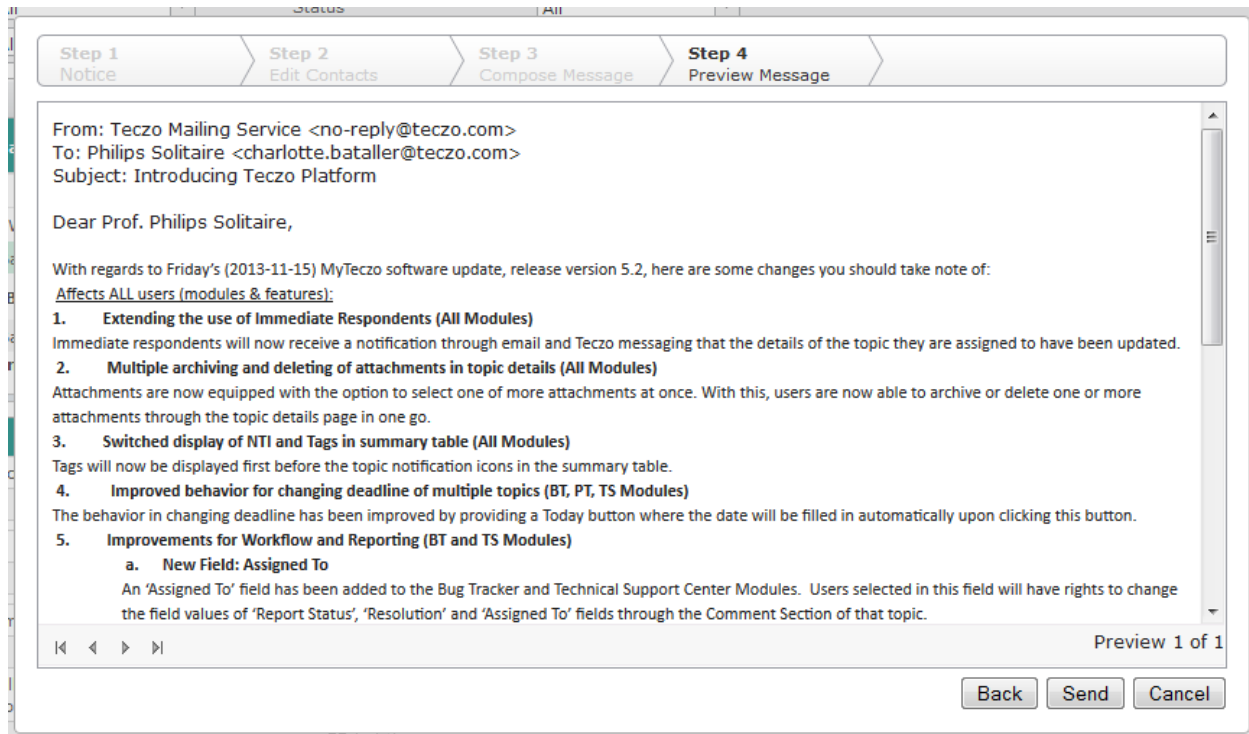 Status All
Step 1 Step 2 Step 3 Step 4
Notice Edit Contacts Compose Message Preview Message
From: Teczo Mailing Service <no-reply@teczo.com>
To: Philips Solitaire <charlotte.bataller@teczo.com>
Subject: Introducing Teczo Platform
Dear Prof. Philips Solitaire,
With regards to Friday's (2013-11-15) MyTeczo software update, release version 5.2, here are some changes you should take note of:
Affects ALL users (modules & features):
1. Extending the use of Immediate Respondents (All Modules)
Immediate respondents will now receive a notification through email and Teczo messaging that the details of the topic they are assigned to have been updated.
2. Multiple archiving and deleting of attachments in topic details (All Modules)
Attachments are now equipped with the option to select one of more attachments at once. With this, users are now able to archive or delete one or more
attachments through the topic details page in one go.
3. Switched display of NTI and Tags in summary table (All Modules)
Tags will now be displayed first before the topic notification icons in the summary table.
4. Improved behavior for changing deadline of multiple topics (BT, PT, TS Modules)
The behavior in changing deadline has been improved by providing a Today button where the date will be filled in automatically upon clicking this button.
5. Improvements for Workflow and Reporting (BT and TS Modules)
a. New Field: Assigned To
An ‘Assigned To’ field has been added to the Bug Tracker and Technical Support Center Modules. Users selected in this field will have rights to change
the field values of ‘Report Status’, ‘Resolution’ and ‘Assigned To’ fields through the Comment Section of that topic.
Preview 1 of 1
Back Send Cancel